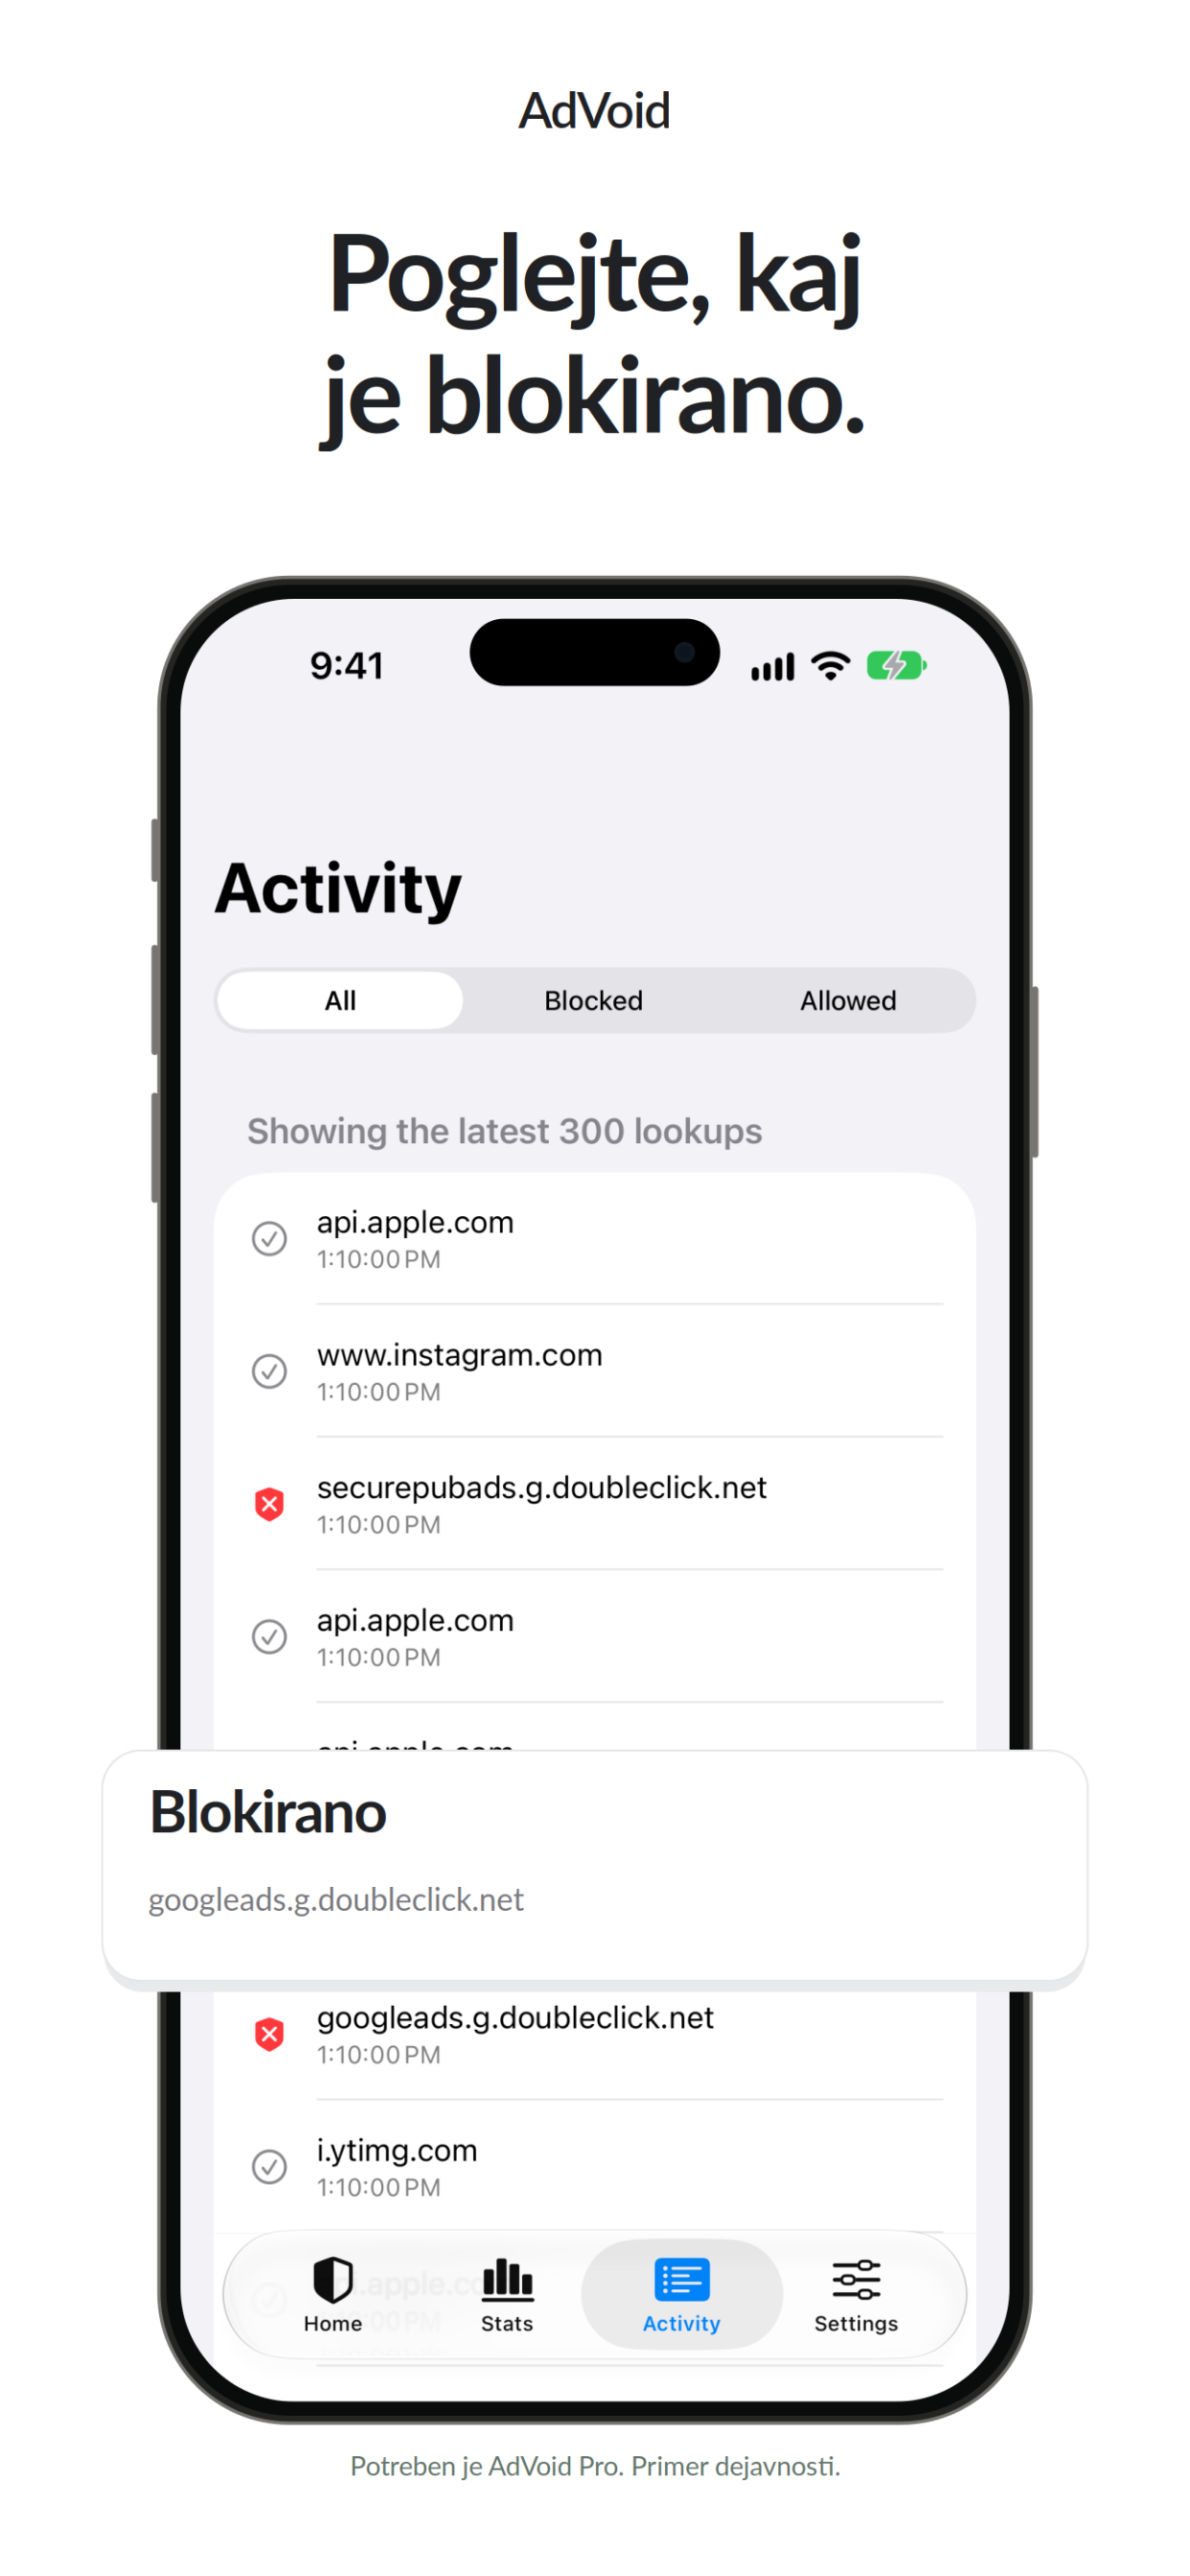 AdVoid
Poglejte, kaj
je blokirano.
9:41
Activity
All Blocked Allowed
Showing the latest 300 lookups
api.apple.com
1:10:00 PM
www.instagram.com
1:10:00 PM
securepubads.g.doubleclick.net
1:10:00 PM
api.apple.com
1:10:00 PM
api.apple.com
Blokirano
googleads.g.doubleclick.net
googleads.g.doubleclick.net
1:10:00 PM
i.ytimg.com
1:10:00 PM
Home Stats Activity Settings
Potreben je AdVoid Pro. Primer dejavnosti.